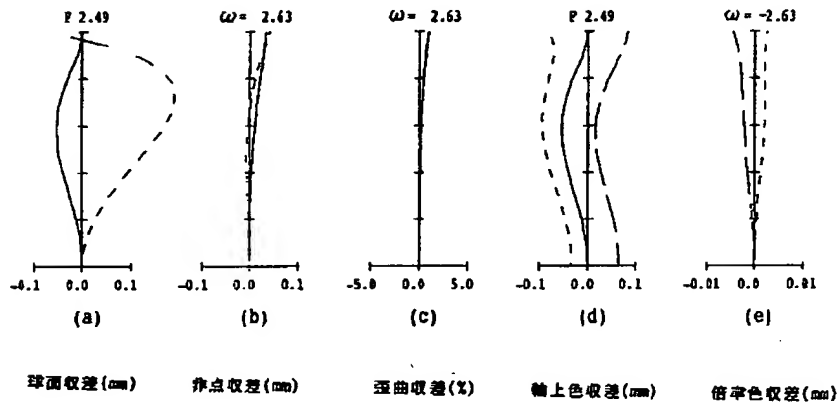 F 2.49 ω= 2.63 ω= 2.63 F 2.49 ω= -2.63
-0.1 0.0 0.1 -0.1 0.0 0.1 -5.0 0.0 5.0 -0.1 0.0 0.1 -0.01 0.0 0.01
(a) (b) (c) (d) (e)
球面収差(mm) 非点収差(mm) 歪曲収差(%) 軸上色収差(mm) 倍率色収差(mm)